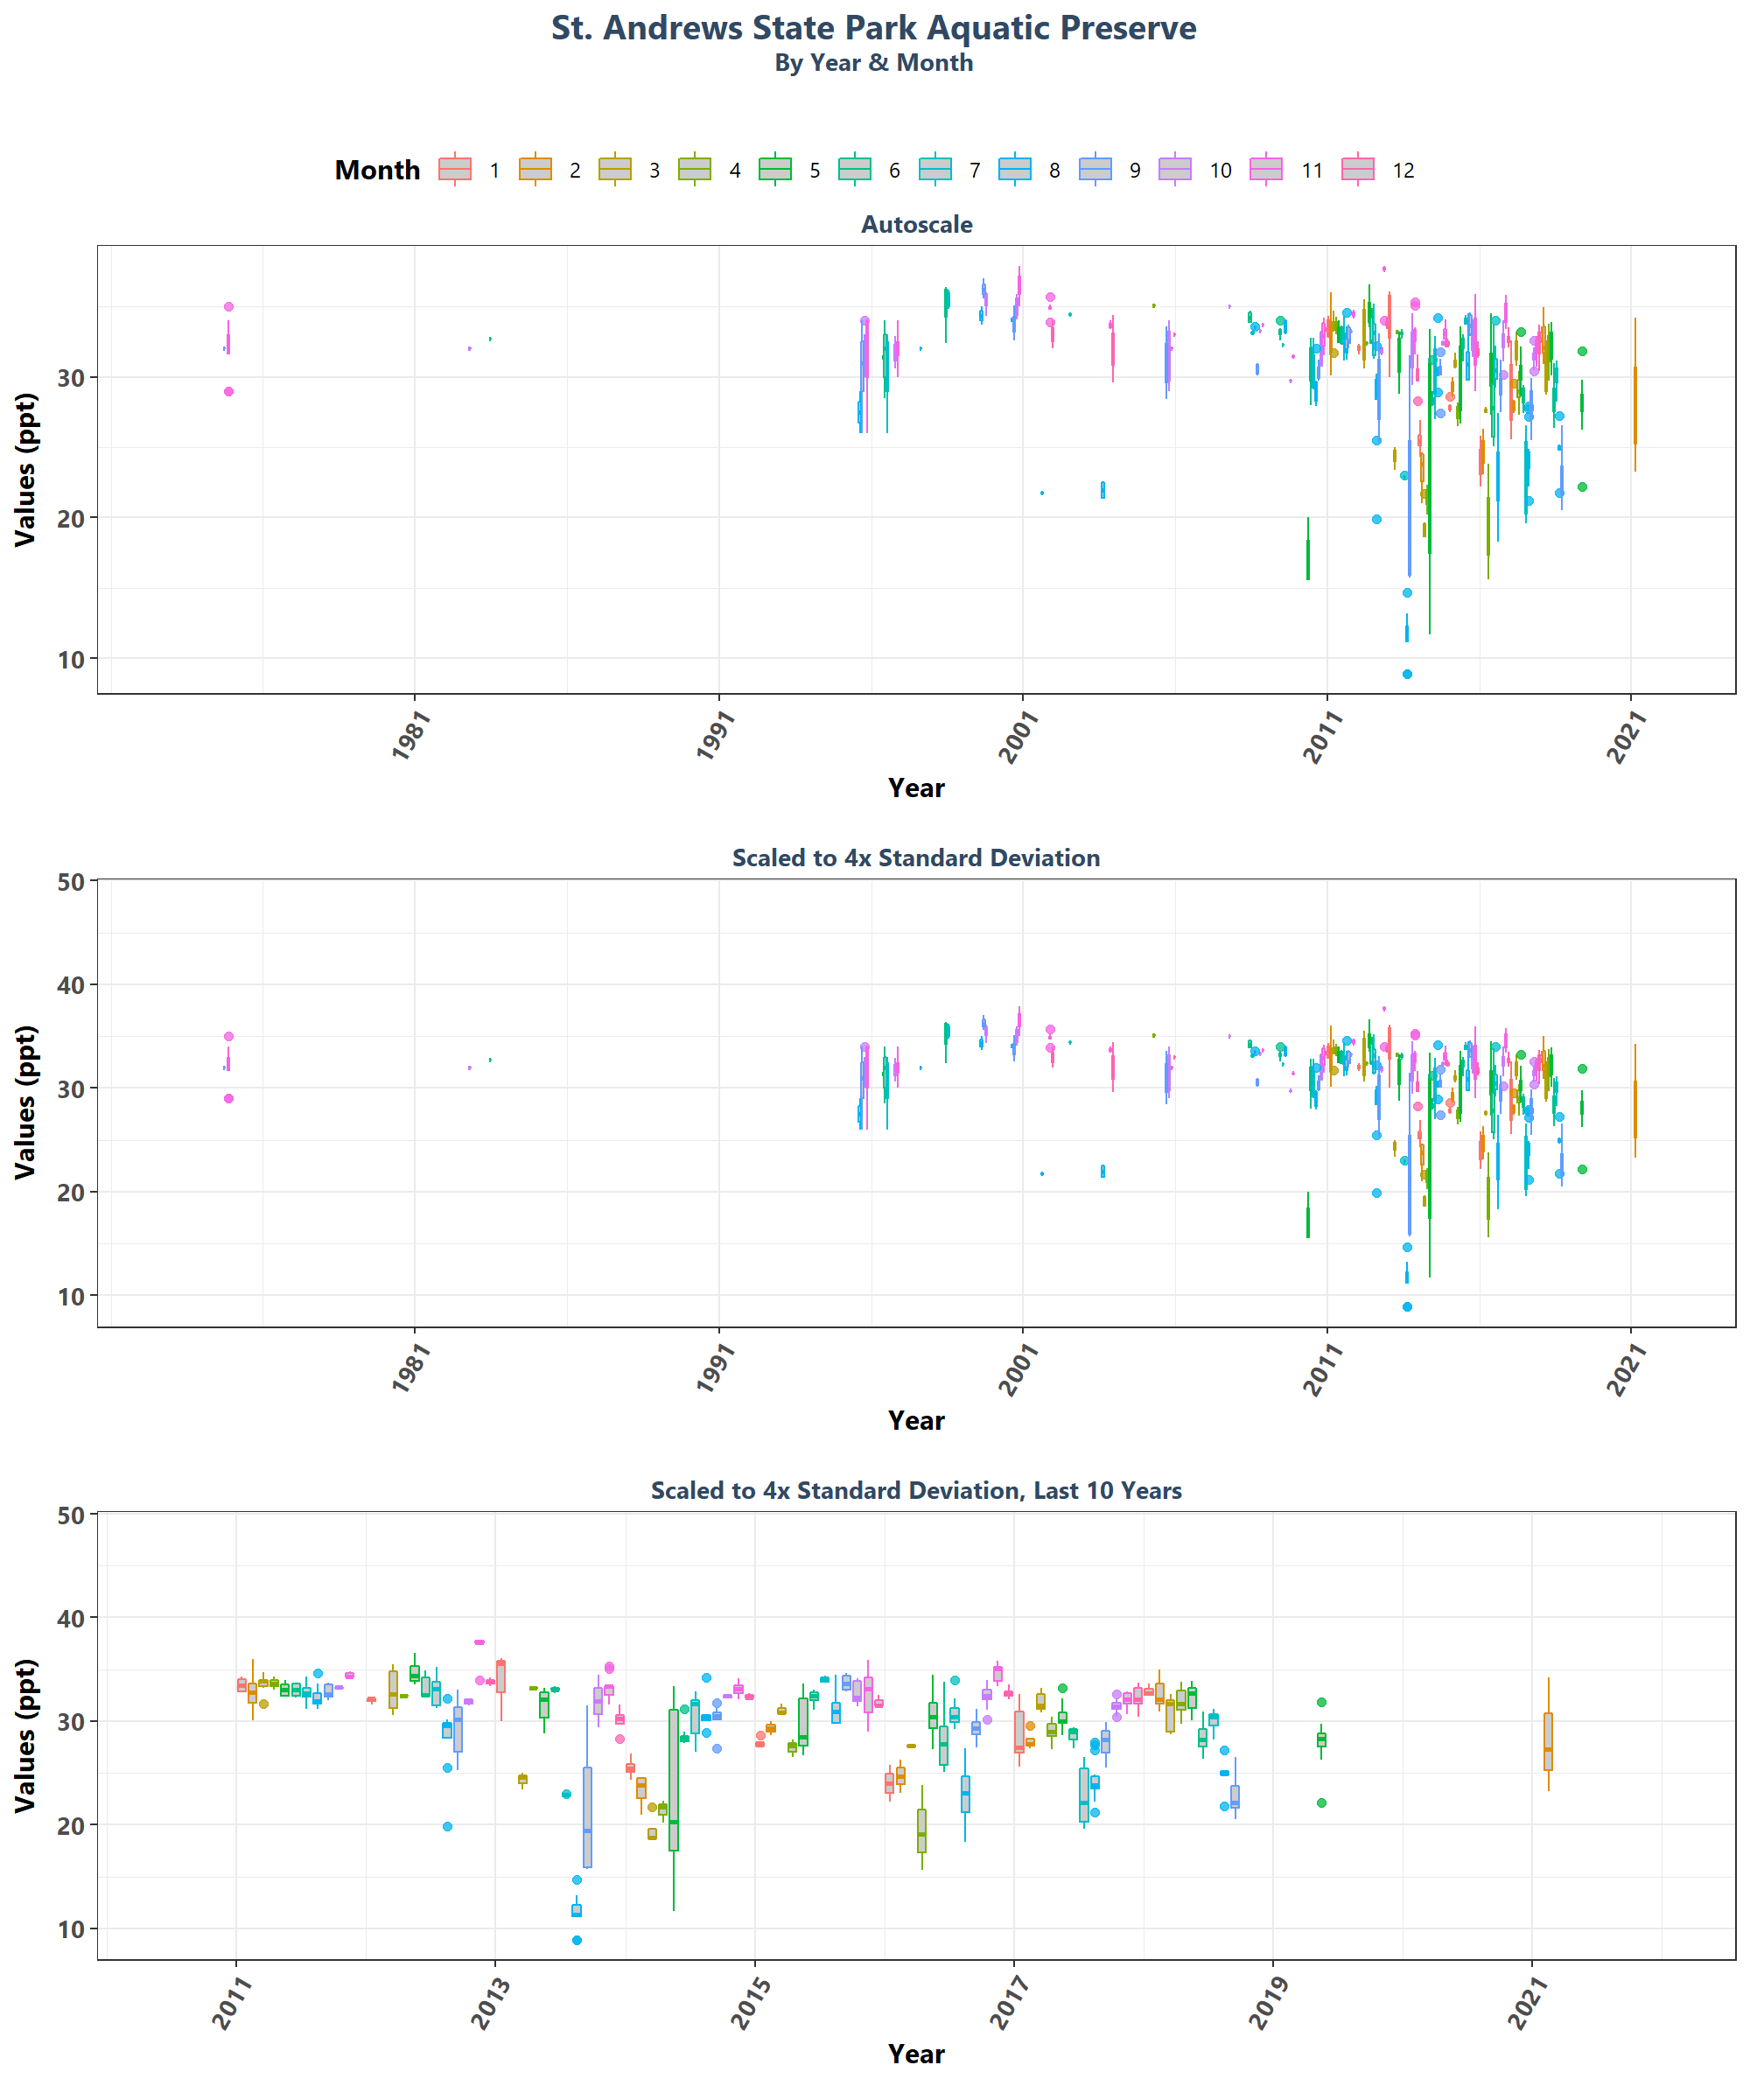 St. Andrews State Park Aquatic Preserve
By Year & Month
Month 1 2 3 4 5 6 7 8 9 10 11 12
Autoscale
Values (ppt)
30
20
10
1981 1991 2001 2011 2021
Year
Scaled to 4x Standard Deviation
Values (ppt)
50
40
30
20
10
1981 1991 2001 2011 2021
Year
Scaled to 4x Standard Deviation, Last 10 Years
Values (ppt)
50
40
30
20
10
2011 2013 2015 2017 2019 2021
Year